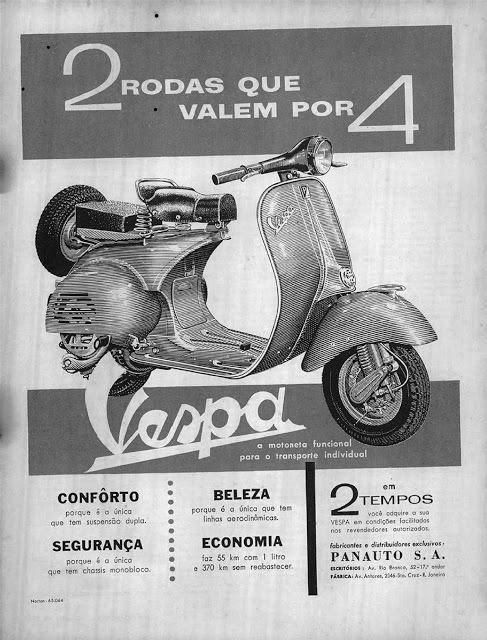 2 RODAS QUE
VALEM POR 4
Vespa
Vespa
a motoneta funcional
para o transporte individual
CONFÔRTO
porque é a única
que tem suspensão dupla.
SEGURANÇA
porque é a única
que tem chassis monobloco.
BELEZA
porque é a única que tem
linhas aerodinâmicas.
ECONOMIA
faz 55 km com 1 litro
e 370 km sem reabastecer.
em
2 TEMPOS
você adquire a sua
VESPA em condições facilitadas
nos revendedores autorizados.
fabricantes e distribuidores exclusivos:
PANAUTO S. A.
ESCRITÓRIOS: Av. Rio Branco, 52-17.º andar
FÁBRICA: Av. Antares, 2346-Sta. Cruz-R. Janeiro
Norton - 65.064